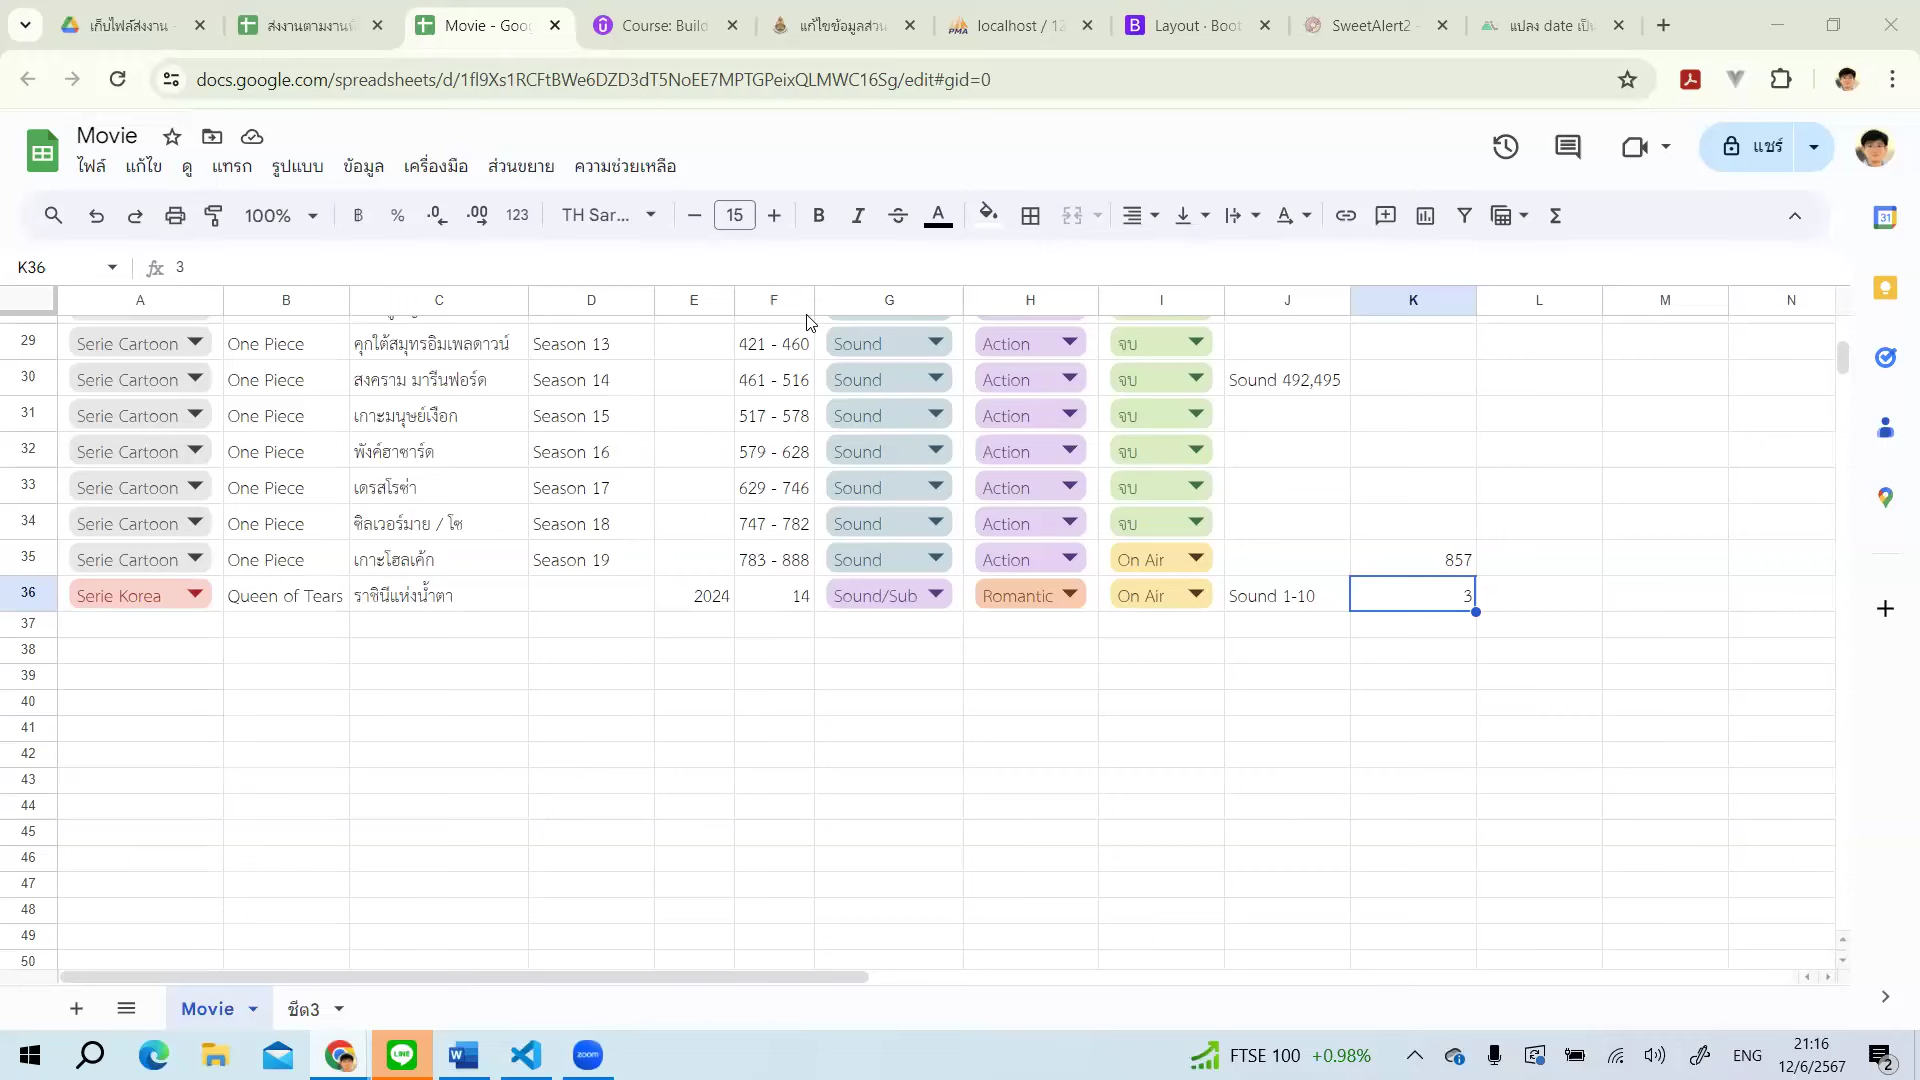 เก็บไฟล์ส่งงาน -
ส่งงานตามงานที่
Movie - Goog
Course: Build
แก้ไขข้อมูลส่วน
localhost / 12
Layout · Boot
SweetAlert2 -
แปลง date เป็น
docs.google.com/spreadsheets/d/1fl9Xs1RCFtBWe6DZD3dT5NoEE7MPTGPeixQLMWC16Sg/edit#gid=0
Movie
ไฟล์ แก้ไข ดู แทรก รูปแบบ ข้อมูล เครื่องมือ ส่วนขยาย ความช่วยเหลือ
แชร์
100% ฿ % .0 .00 123 TH Sar... 15 B I A Σ
K36 fx 3
A B C D E F G H I J K L M N
29 Serie Cartoon One Piece คุกใต้สมุทรอิมเพลดาวน์ Season 13 421 - 460 Sound Action จบ
30 Serie Cartoon One Piece สงคราม มารีนฟอร์ด Season 14 461 - 516 Sound Action จบ Sound 492,495
31 Serie Cartoon One Piece เกาะมนุษย์เงือก Season 15 517 - 578 Sound Action จบ
32 Serie Cartoon One Piece พังค์ฮาซาร์ด Season 16 579 - 628 Sound Action จบ
33 Serie Cartoon One Piece เดรสโรซ่า Season 17 629 - 746 Sound Action จบ
34 Serie Cartoon One Piece ซิลเวอร์มาย / โซ Season 18 747 - 782 Sound Action จบ
35 Serie Cartoon One Piece เกาะโฮลเค้ก Season 19 783 - 888 Sound Action On Air 857
36 Serie Korea Queen of Tears ราชินีแห่งน้ำตา 2024 14 Sound/Sub Romantic On Air Sound 1-10 3
37
38
39
40
41
42
43
44
45
46
47
48
49
50
Movie ชีต3
FTSE 100 +0.98% ENG 21:16
12/6/2567
2